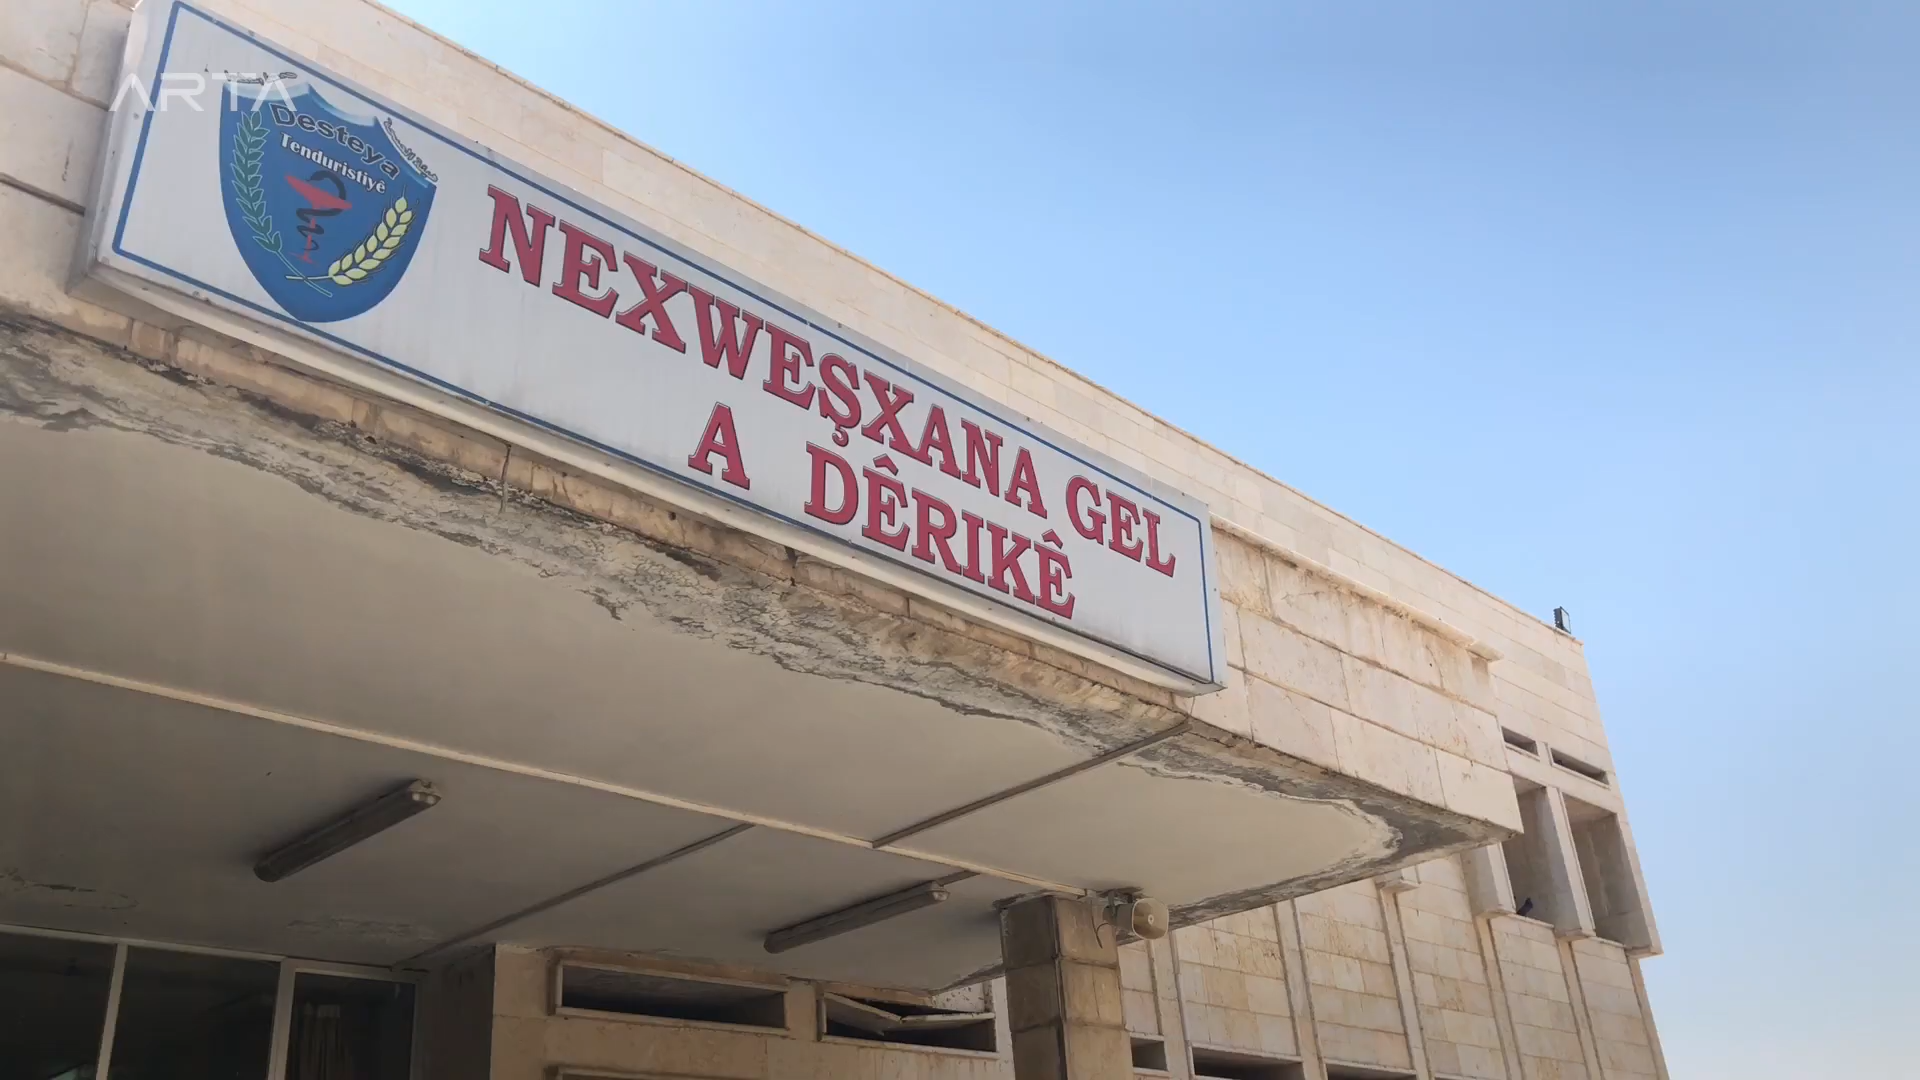 ARTA
Desteya
Tenduristiyê
NEXWEŞXANA GEL
A DÊRIKÊ